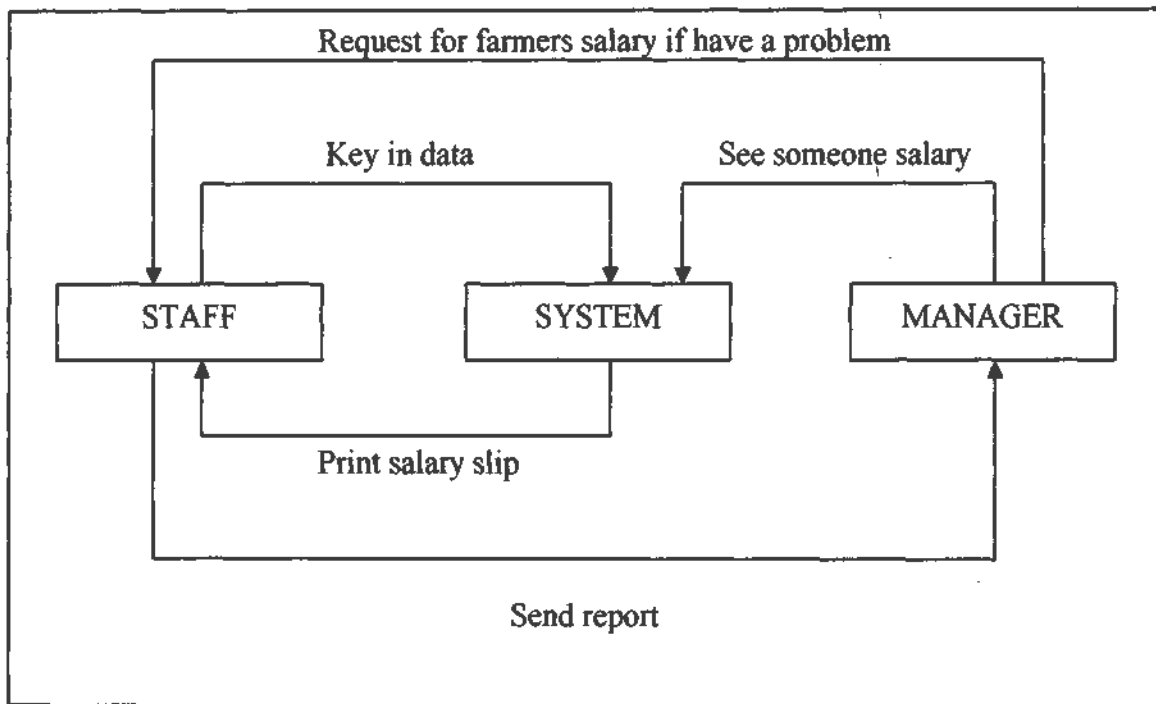 Request for farmers salary if have a problem
Key in data
See someone salary
STAFF
SYSTEM
MANAGER
Print salary slip
Send report